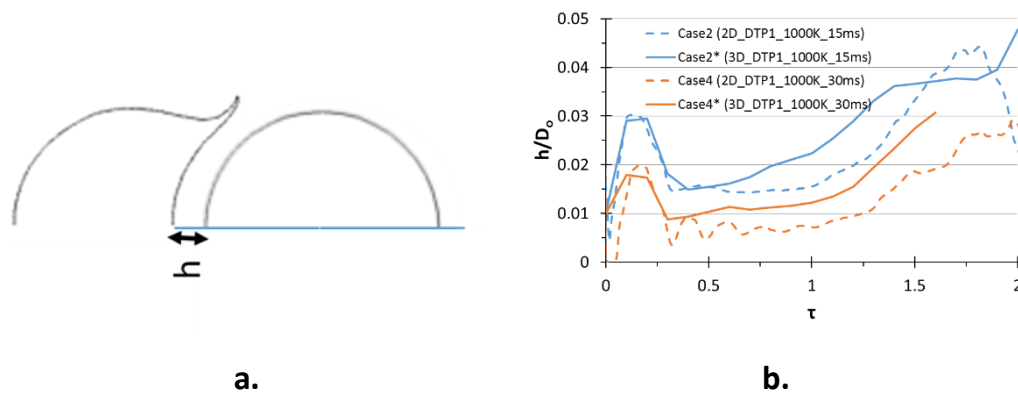 h
a.
0.05
0.04
0.03
0.02
0.01
0
h/Dₒ
Case2 (2D_DTP1_1000K_15ms)
Case2* (3D_DTP1_1000K_15ms)
Case4 (2D_DTP1_1000K_30ms)
Case4* (3D_DTP1_1000K_30ms)
0 0.5 1 1.5 2
τ
b.